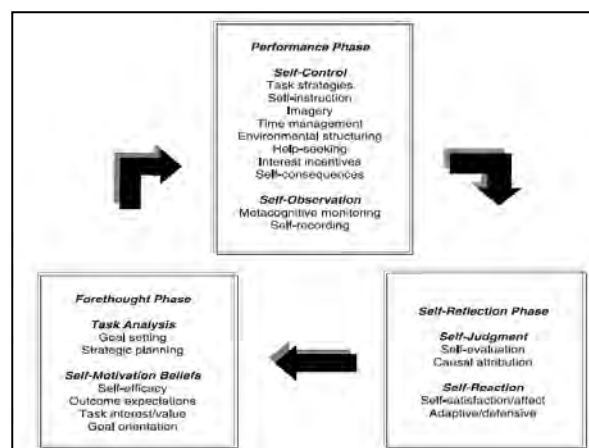 Performance Phase
Self-Control
Task strategies
Self-instruction
Imagery
Time management
Environmental structuring
Help-seeking
Interest incentives
Self-consequences
Self-Observation
Metacognitive monitoring
Self-recording
Forethought Phase
Task Analysis
Goal setting
Strategic planning
Self-Motivation Beliefs
Self-efficacy
Outcome expectations
Task interest/value
Goal orientation
Self-Reflection Phase
Self-Judgment
Self-evaluation
Causal attribution
Self-Reaction
Self-satisfaction/affect
Adaptive/defensive